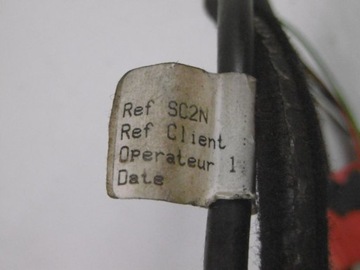 Ref SC2N
Ref Client
Operateur 1
Date